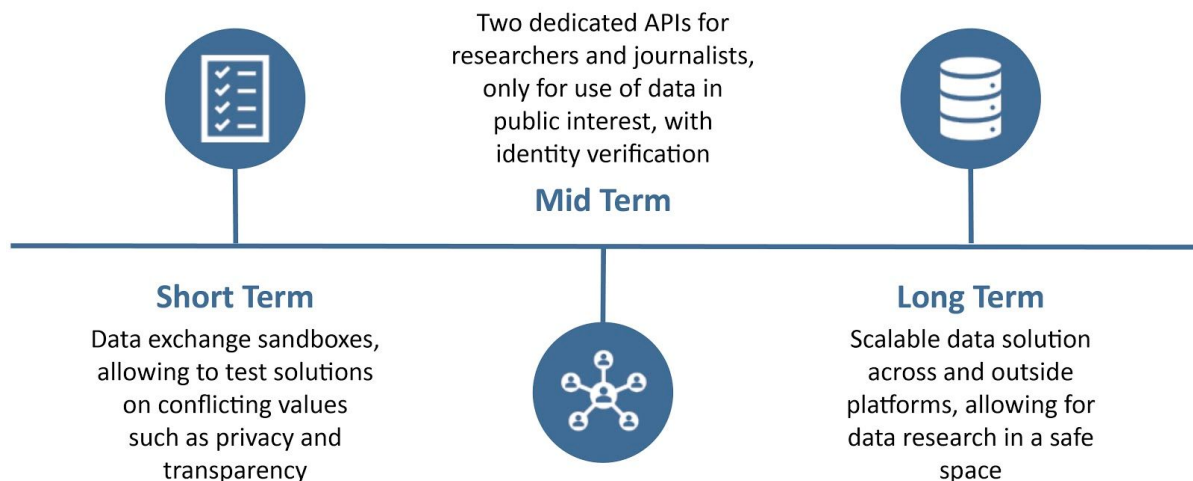 Two dedicated APIs for
researchers and journalists,
only for use of data in
public interest, with
identity verification
Mid Term
Short Term
Data exchange sandboxes,
allowing to test solutions
on conflicting values
such as privacy and
transparency
Long Term
Scalable data solution
across and outside
platforms, allowing for
data research in a safe
space